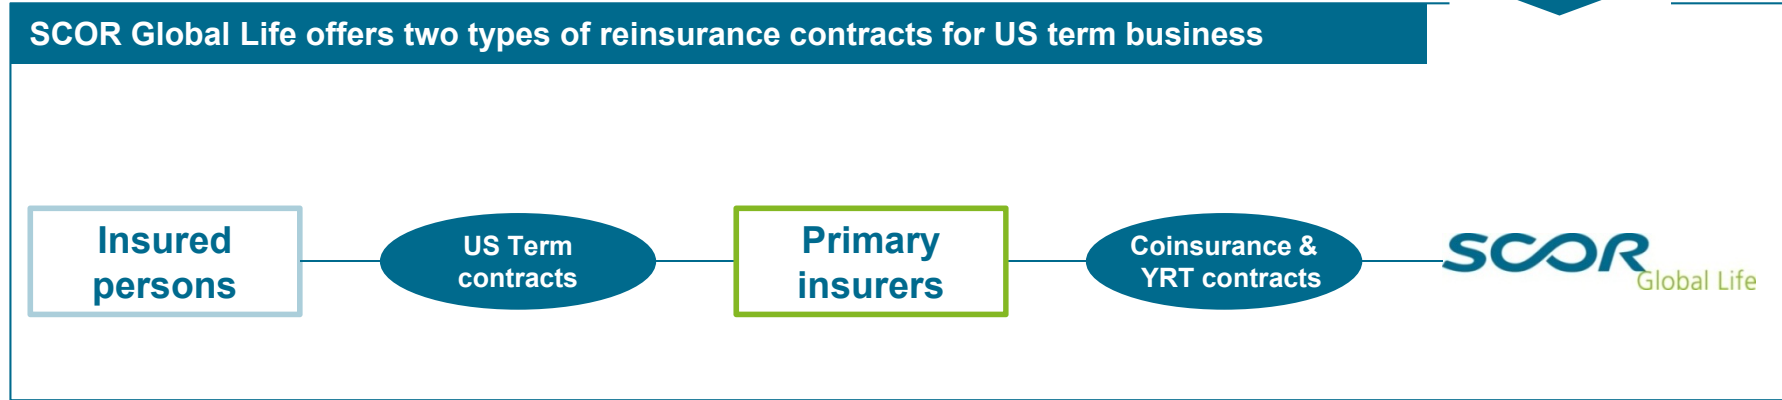 SCOR Global Life offers two types of reinsurance contracts for US term business
Insured
persons
US Term
contracts
Primary
insurers
Coinsurance &
YRT contracts
SCOR
Global Life